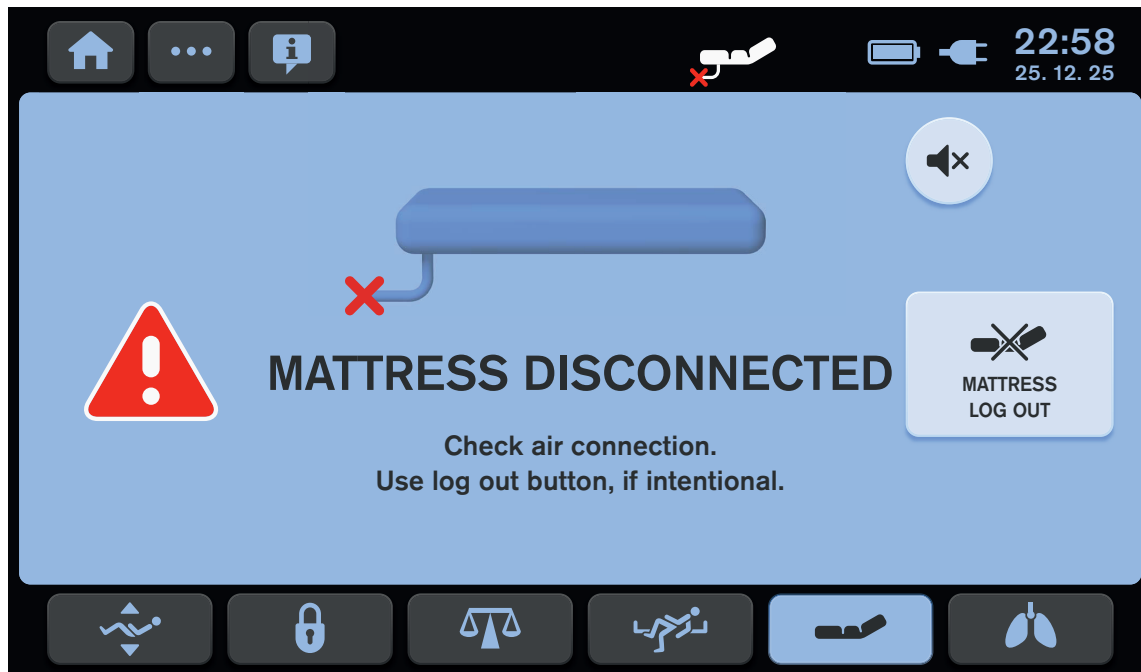 22:58
25. 12. 25
MATTRESS DISCONNECTED
Check air connection.
Use log out button, if intentional.
MATTRESS
LOG OUT